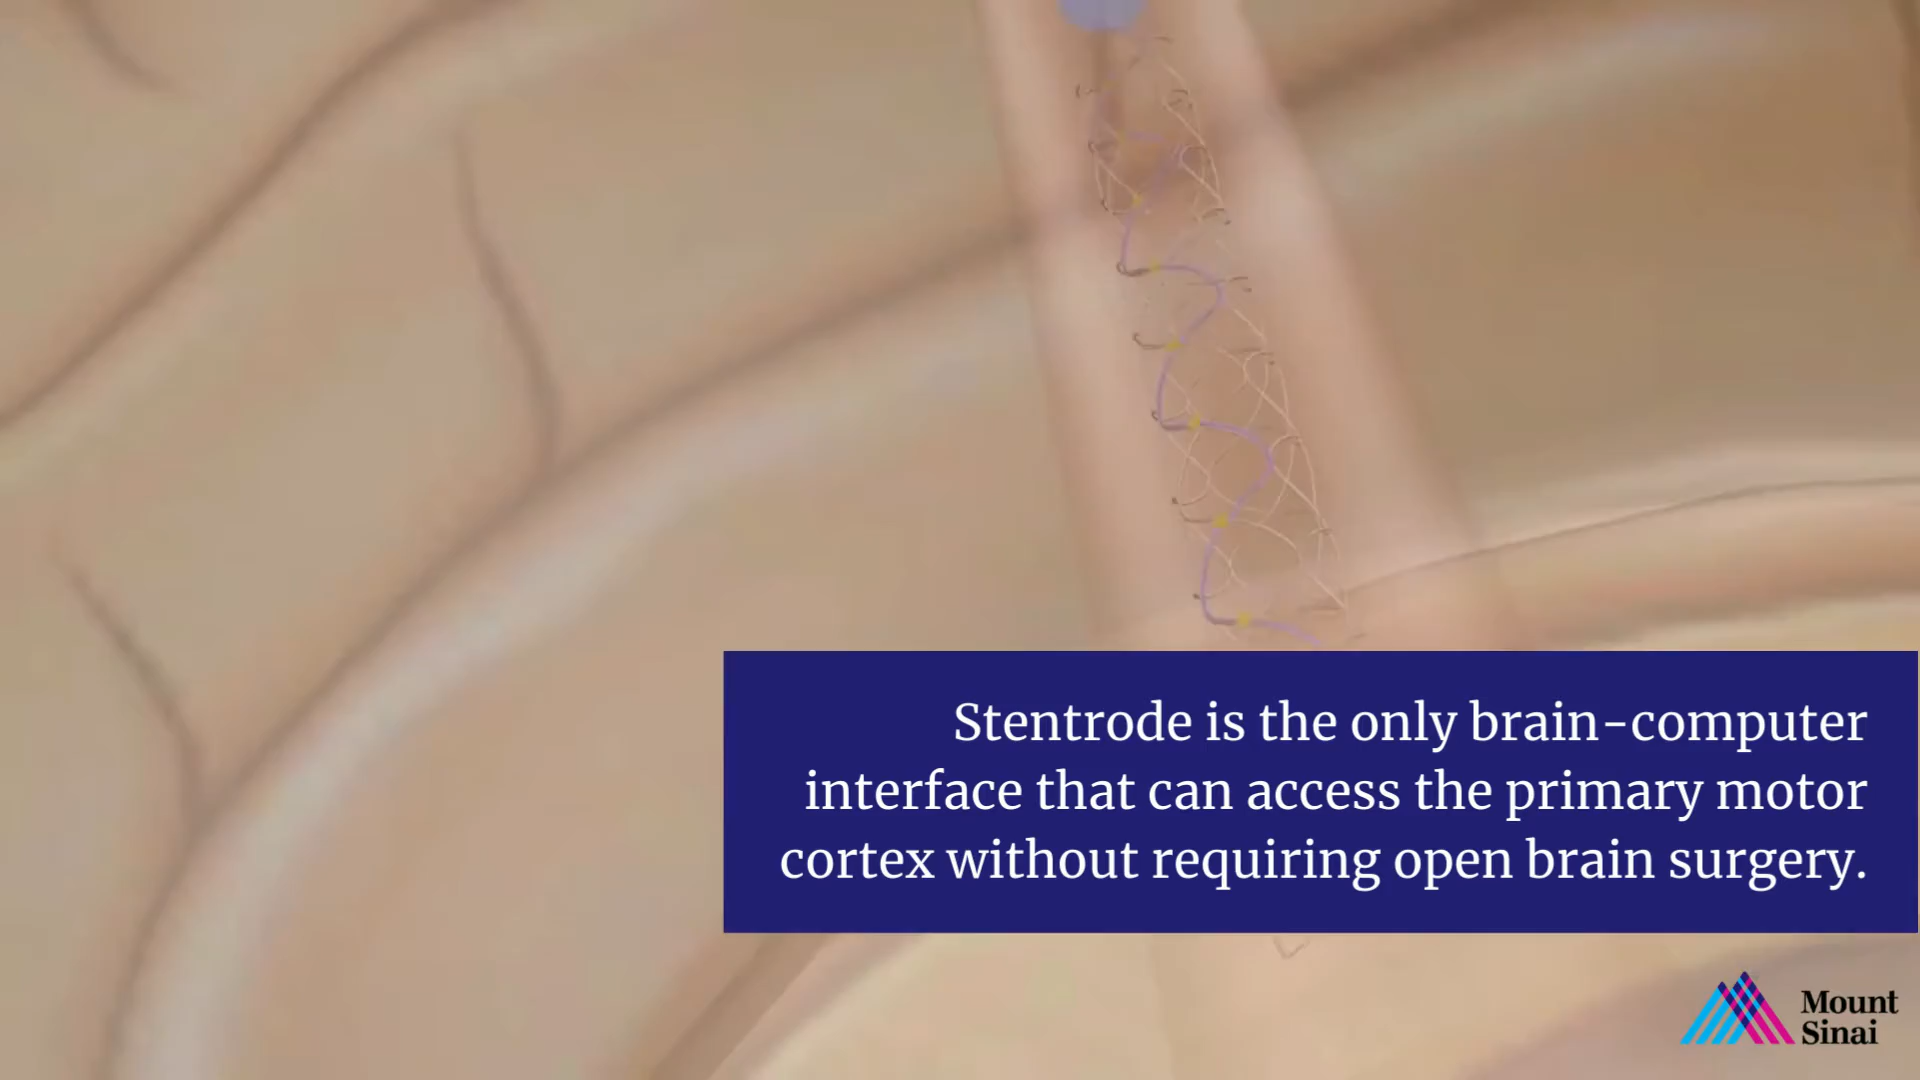 Stentrode is the only brain-computer
interface that can access the primary motor
cortex without requiring open brain surgery.
Mount
Sinai